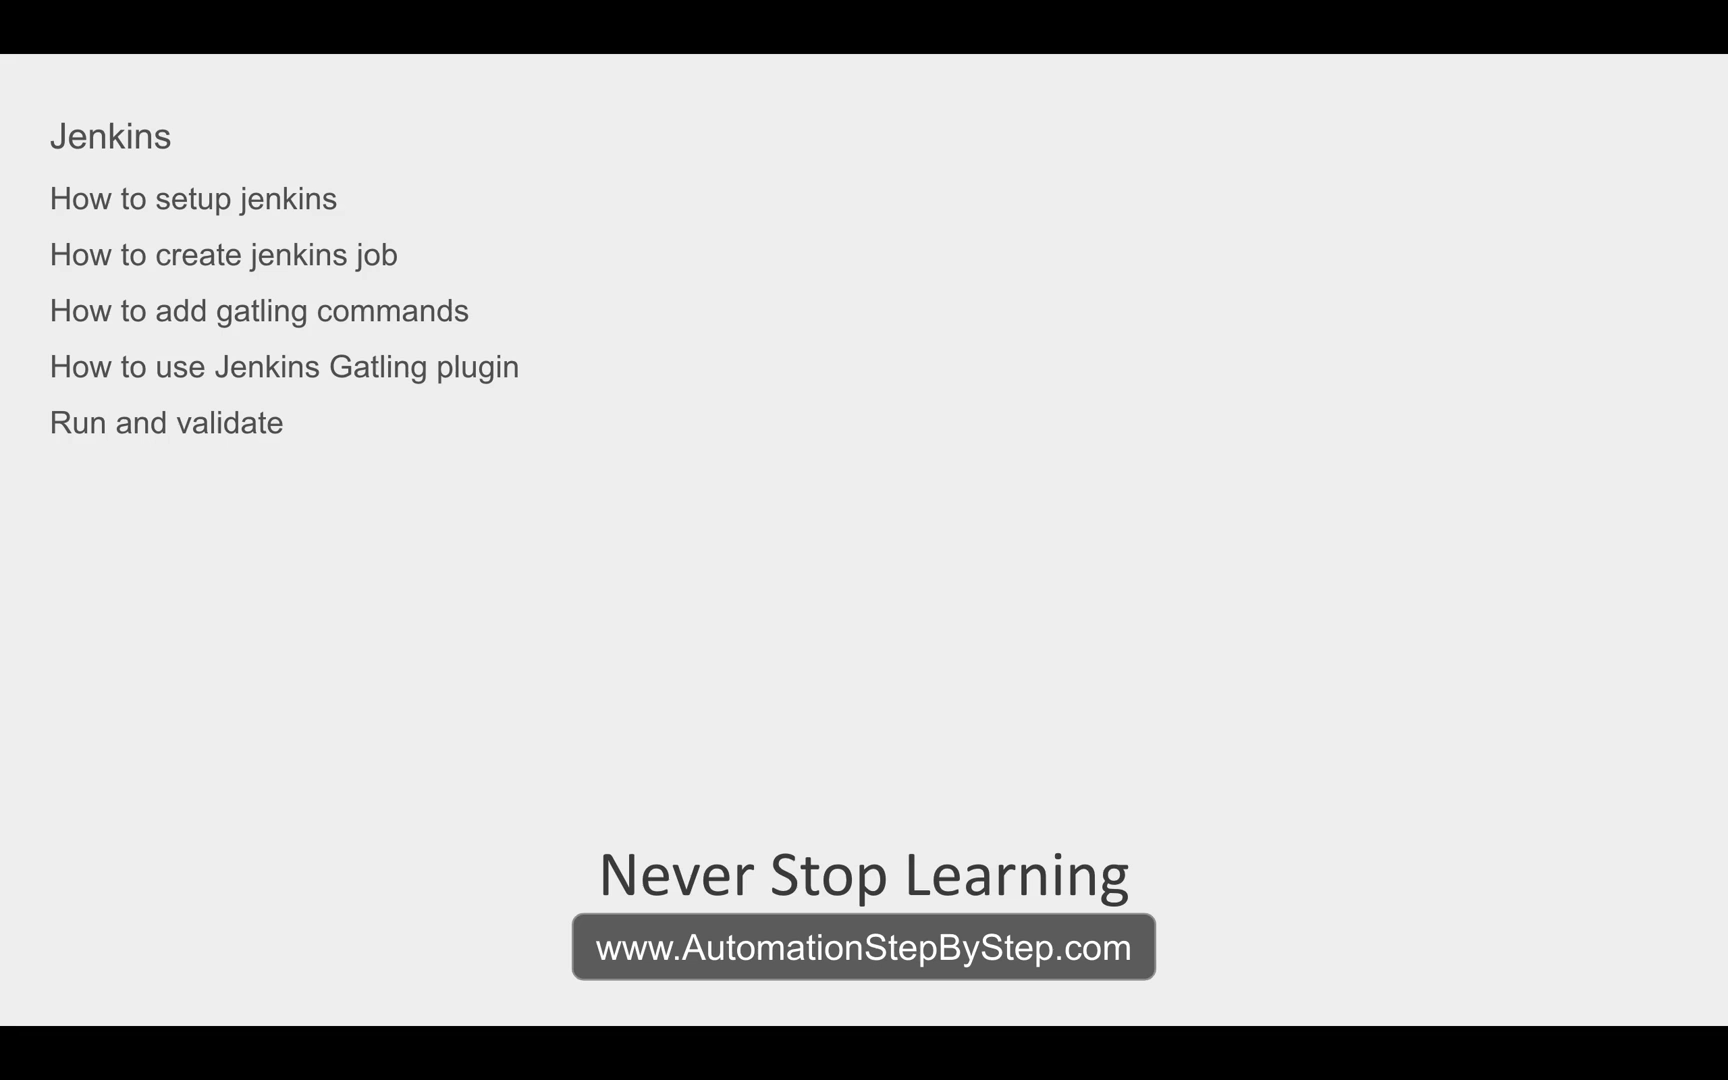 Jenkins
How to setup jenkins
How to create jenkins job
How to add gatling commands
How to use Jenkins Gatling plugin
Run and validate
Never Stop Learning
www.AutomationStepByStep.com